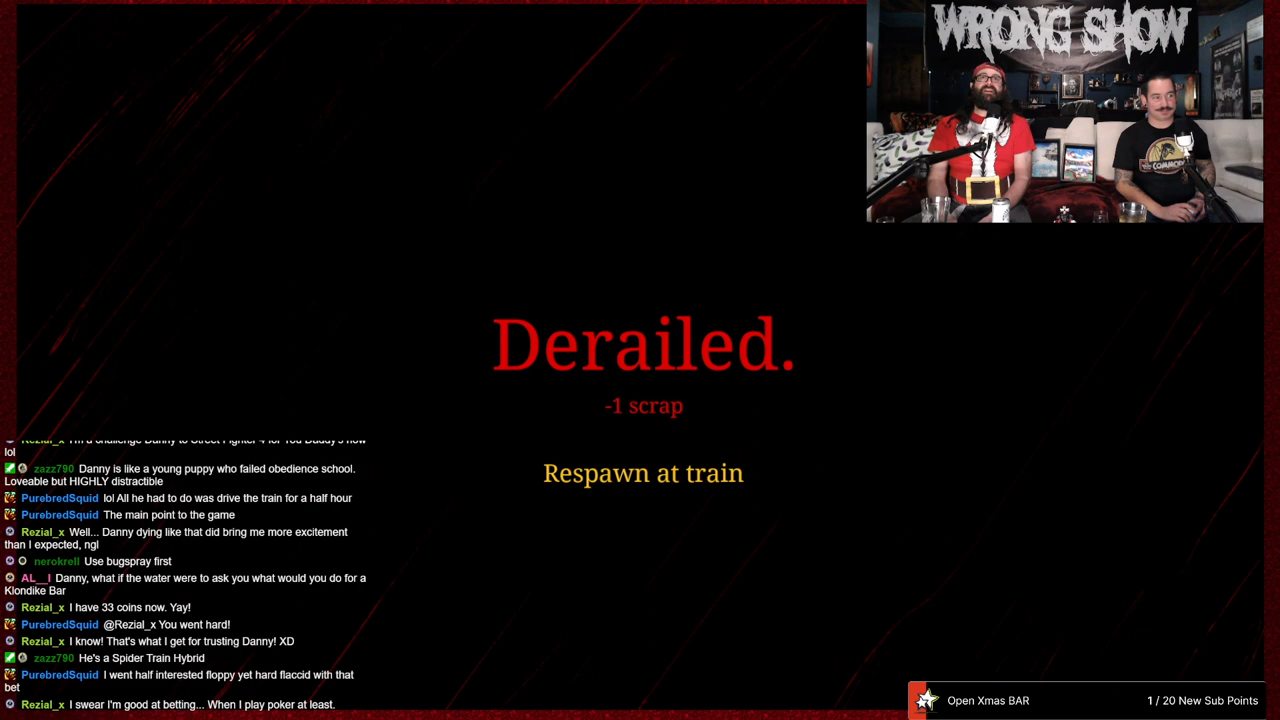 WRONG SHOW
COMMO
Derailed.
-1 scrap
Respawn at train
lol
zazz790 Danny is like a young puppy who failed obedience school.
Loveable but HIGHLY distractible
PurebredSquid lol All he had to do was drive the train for a half hour
PurebredSquid The main point to the game
Rezial_x Well... Danny dying like that did bring me more excitement
than I expected, ngl
nerokrell Use bugspray first
AL__I Danny, what if the water were to ask you what would you do for a
Klondike Bar
Rezial_x I have 33 coins now. Yay!
PurebredSquid @Rezial_x You went hard!
Rezial_x I know! That's what I get for trusting Danny! XD
zazz790 He's a Spider Train Hybrid
PurebredSquid I went half interested floppy yet hard flaccid with that
bet
Rezial_x I swear I'm good at betting... When I play poker at least.
Open Xmas BAR 1 / 20 New Sub Points